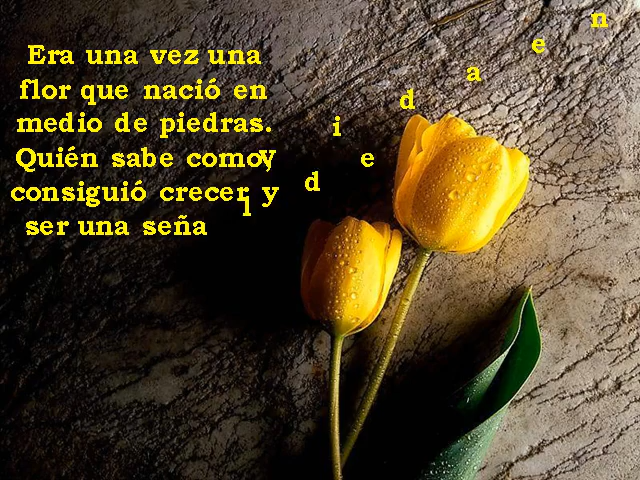 Era una vez una
flor que nació en
medio de piedras.
Quién sabe como,
consiguió crecer y
ser una seña
l
d
e
v
i
d
a
e
n